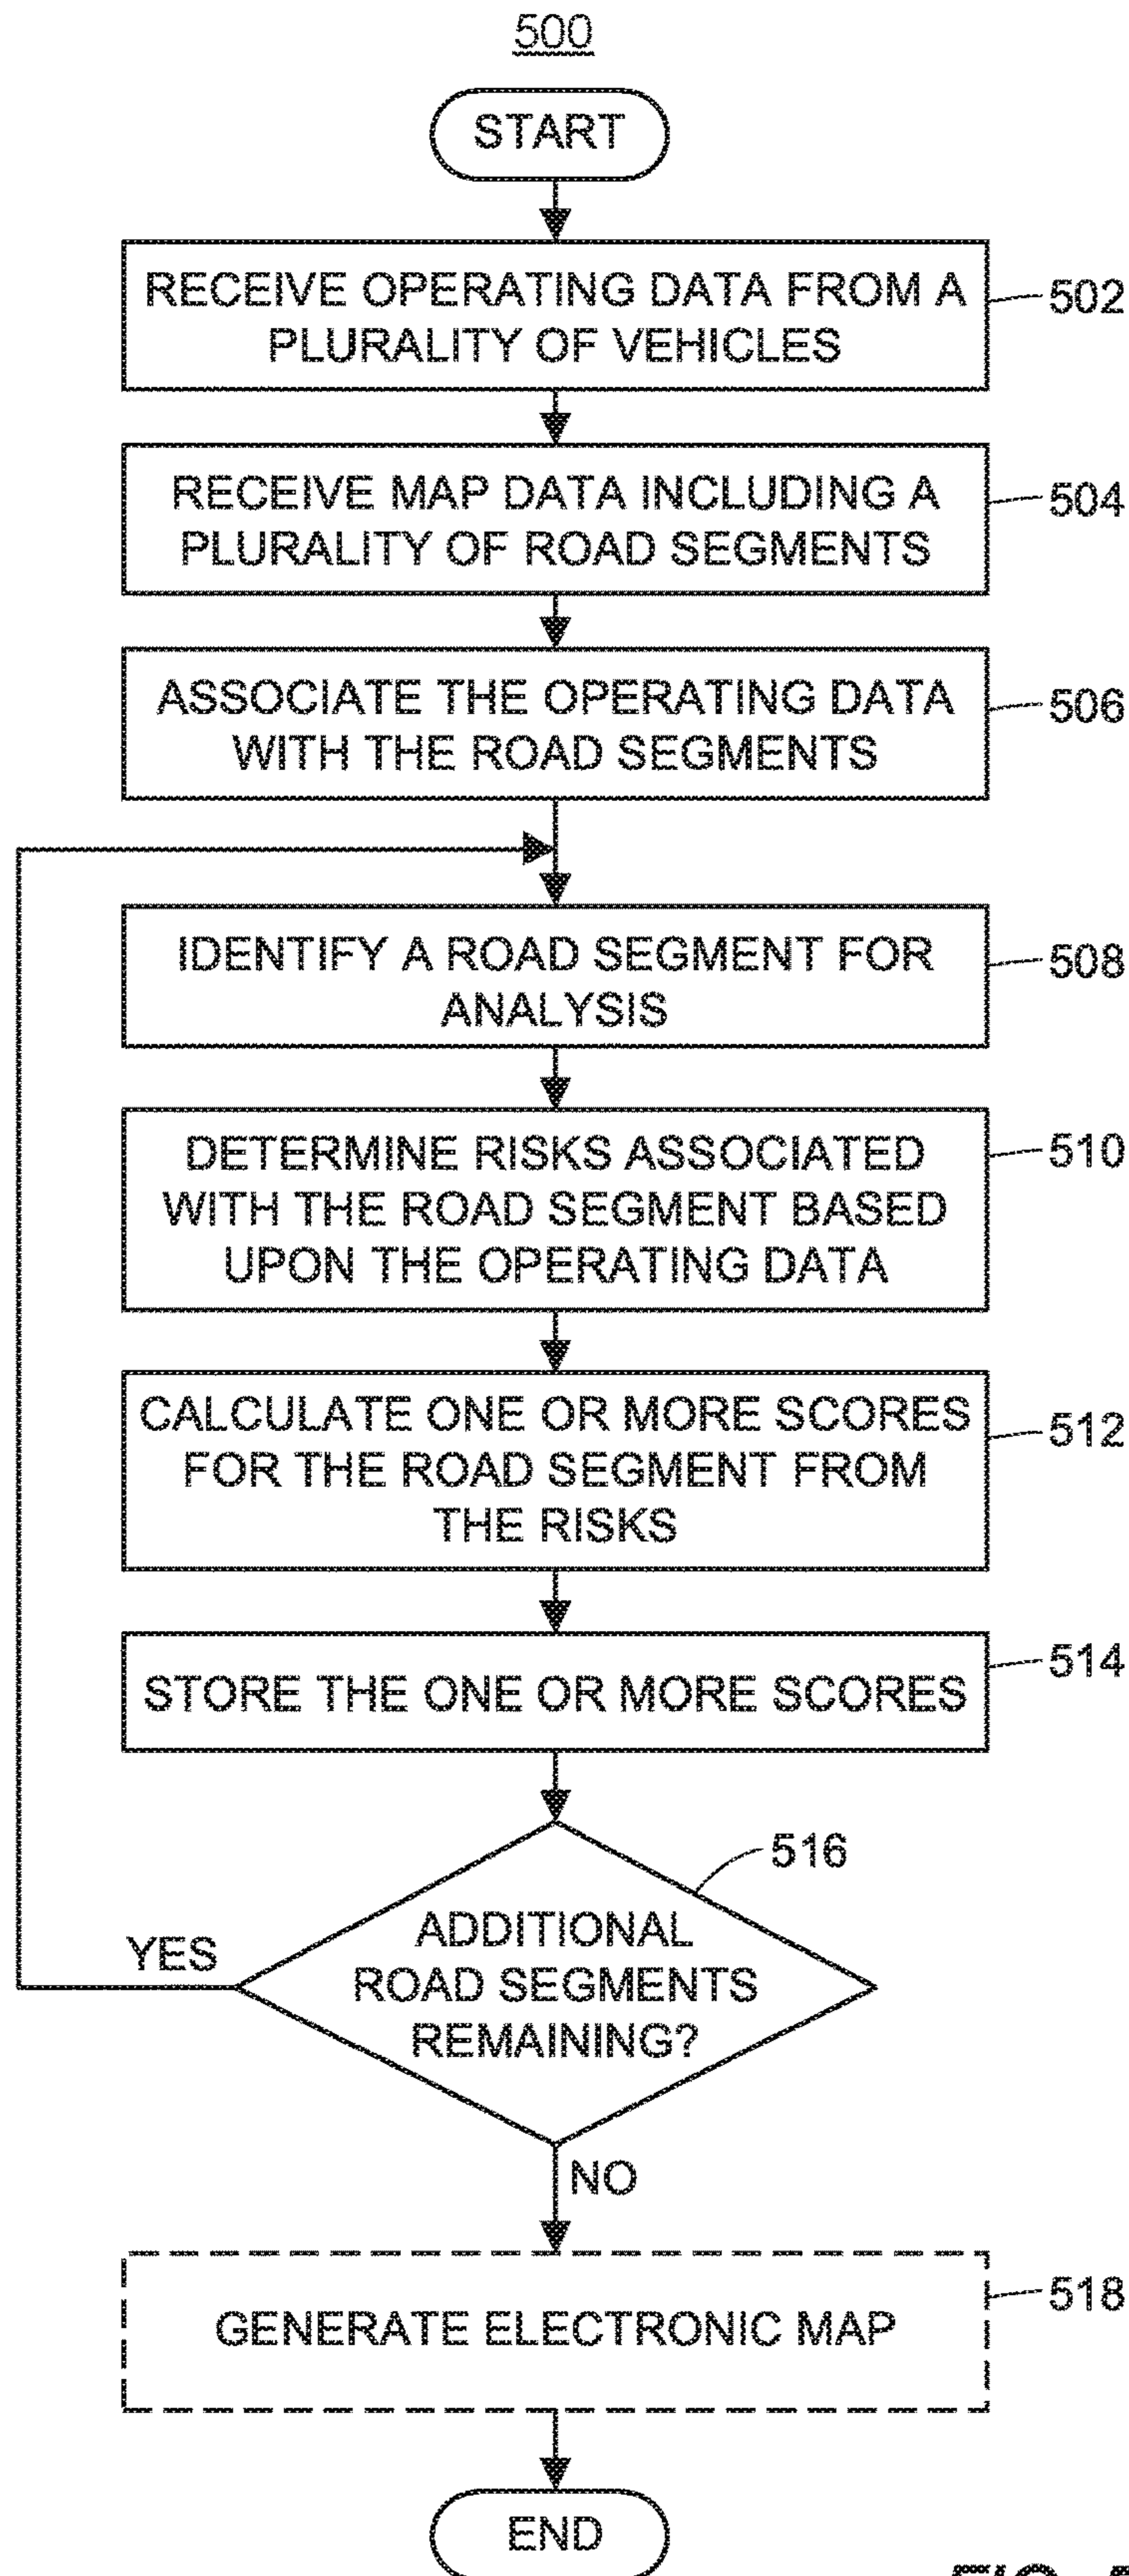 500
START
RECEIVE OPERATING DATA FROM A
PLURALITY OF VEHICLES
502
RECEIVE MAP DATA INCLUDING A
PLURALITY OF ROAD SEGMENTS
504
ASSOCIATE THE OPERATING DATA
WITH THE ROAD SEGMENTS
506
IDENTIFY A ROAD SEGMENT FOR
ANALYSIS
508
DETERMINE RISKS ASSOCIATED
WITH THE ROAD SEGMENT BASED
UPON THE OPERATING DATA
510
CALCULATE ONE OR MORE SCORES
FOR THE ROAD SEGMENT FROM
THE RISKS
512
STORE THE ONE OR MORE SCORES
514
516
ADDITIONAL
ROAD SEGMENTS
REMAINING?
YES
NO
GENERATE ELECTRONIC MAP
518
END